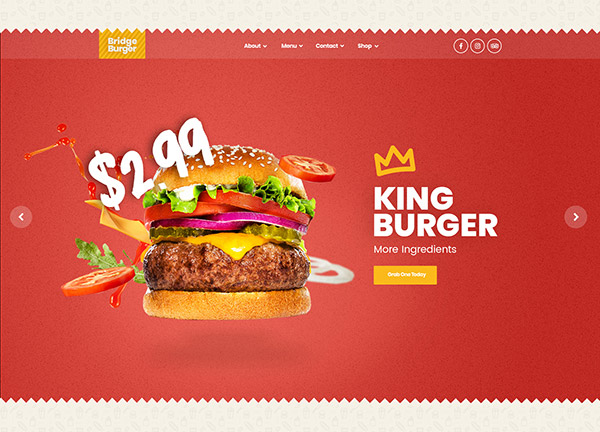 Bridge
Burger
About
Menu
Contact
Shop
$2.99
KING
BURGER
More Ingredients
Grab One Today